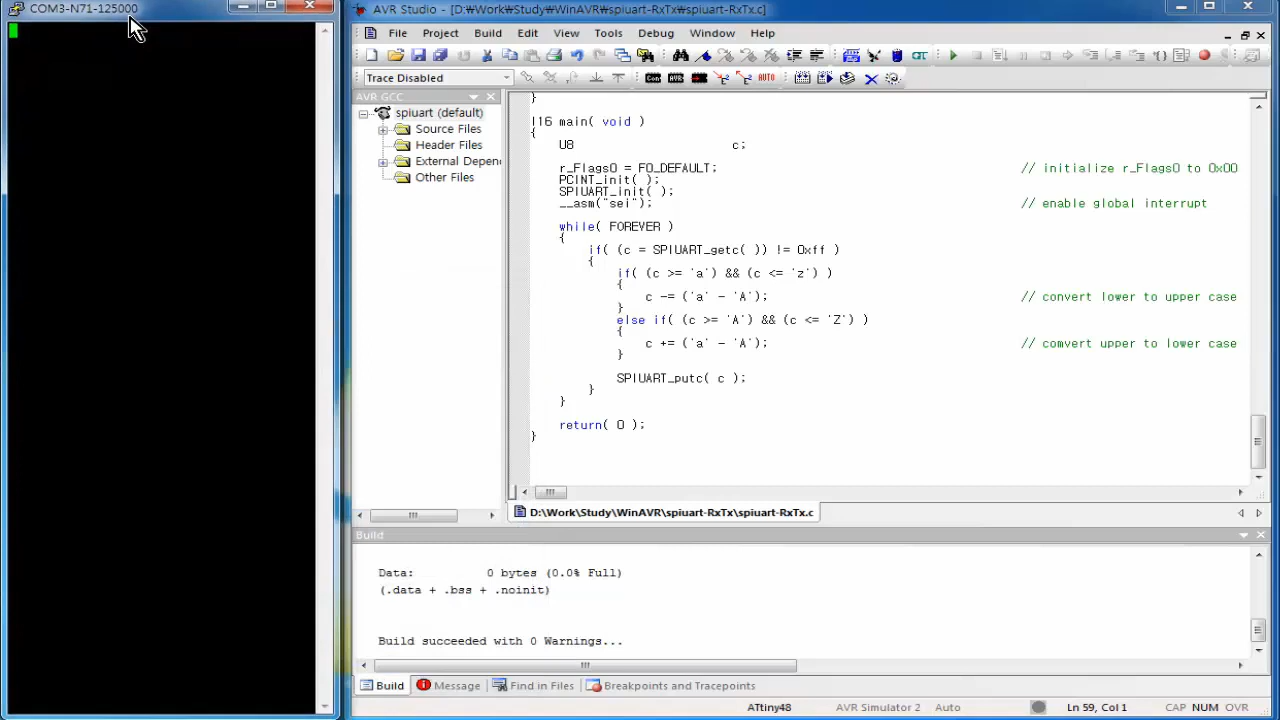 COM3-N71-125000
AVR Studio - [D:₩Work₩Study₩WinAVR₩spiuart-RxTx₩spiuart-RxTx.c]
File Project Build Edit View Tools Debug Window Help
Trace Disabled
Con AVR AUTO
AVR GCC
spiuart (default)
Source Files
Header Files
External Depen
Other Files
}
I16 main( void )
{
U8 c;
r_Flags0 = F0_DEFAULT; // initialize r_Flags0 to 0x00
PCINT_init( );
SPIUART_init( );
__asm("sei"); // enable global interrupt
while( FOREVER )
{
if( (c = SPIUART_getc( )) != 0xff )
{
if( (c >= 'a') && (c <= 'z') )
{
c -= ('a' - 'A'); // convert lower to upper case
}
else if( (c >= 'A') && (c <= 'Z') )
{
c += ('a' - 'A'); // comvert upper to lower case
}
SPIUART_putc( c );
}
}
return( 0 );
}
D:\Work\Study\WinAVR\spiuart-RxTx\spiuart-RxTx.c
Build
Data: 0 bytes (0.0% Full)
(.data + .bss + .noinit)
Build succeeded with 0 Warnings...
Build Message Find in Files Breakpoints and Tracepoints
ATtiny48 AVR Simulator 2 Auto Ln 59, Col 1 CAP NUM OVR